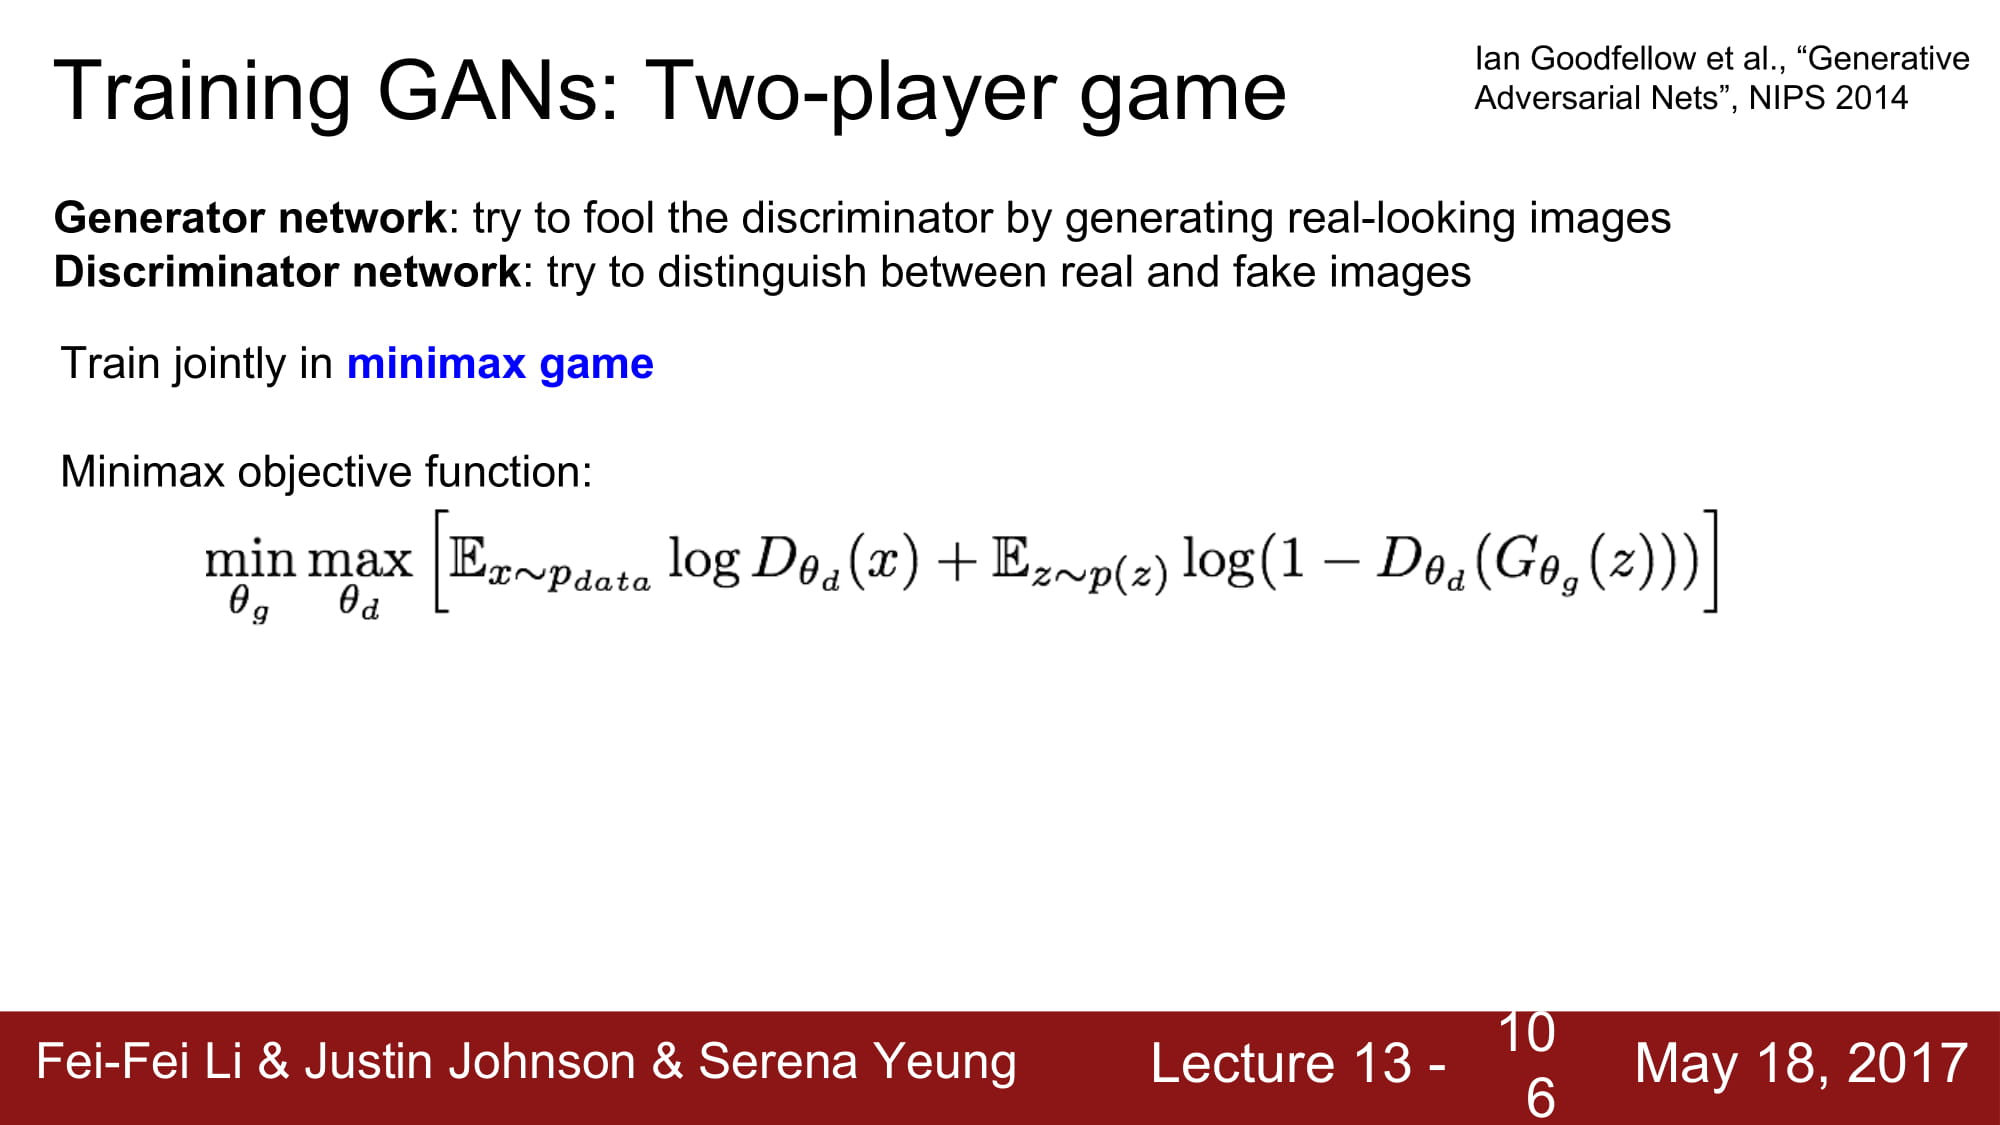 Training GANs: Two-player game
Ian Goodfellow et al., “Generative
Adversarial Nets”, NIPS 2014
Generator network: try to fool the discriminator by generating real-looking images
Discriminator network: try to distinguish between real and fake images
Train jointly in minimax game
Minimax objective function:
$\min_{\theta_g} \max_{\theta_d} \left[ \mathbb{E}_{x \sim p_{data}} \log D_{\theta_d}(x) + \mathbb{E}_{z \sim p(z)} \log(1 - D_{\theta_d}(G_{\theta_g}(z))) \right]$
Fei-Fei Li & Justin Johnson & Serena Yeung
Lecture 13 -
10
6
May 18, 2017